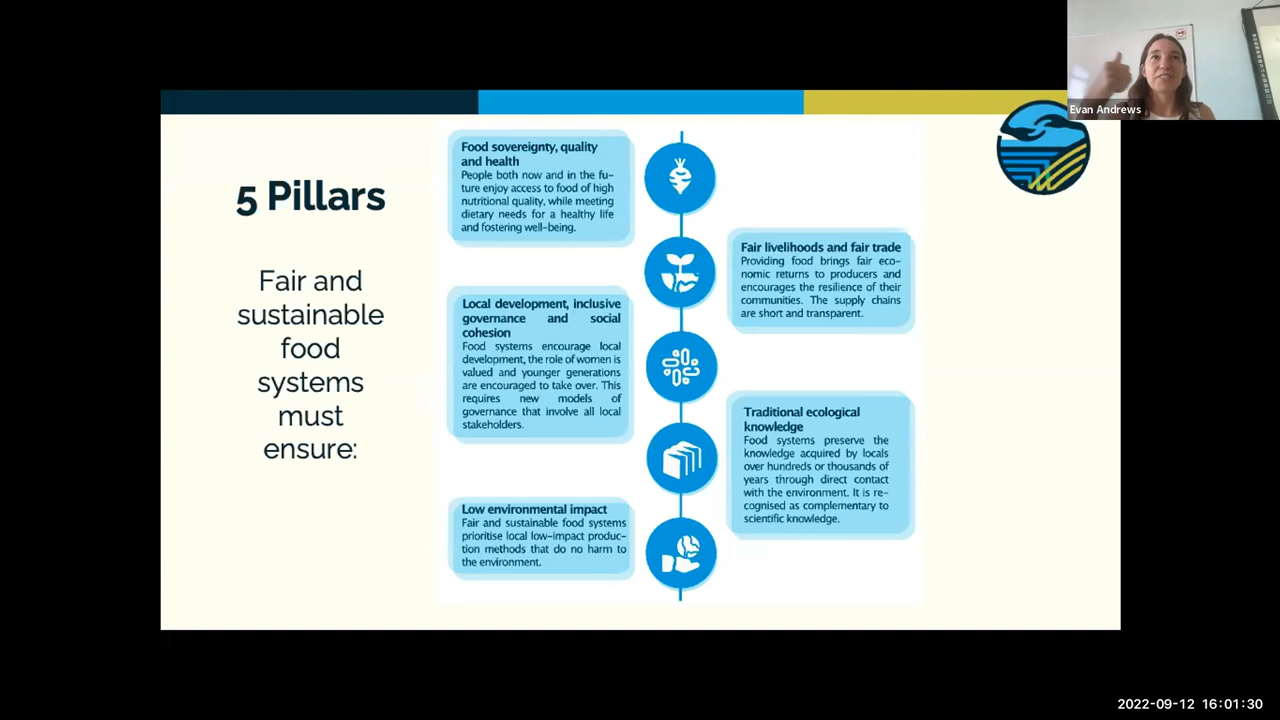 Evan Andrews
5 Pillars
Fair and
sustainable
food
systems
must
ensure:
Food sovereignty, quality
and health
People both now and in the fu-
ture enjoy access to food of high
nutritional quality, while meeting
dietary needs for a healthy life
and fostering well-being.
Fair livelihoods and fair trade
Providing food brings fair eco-
nomic returns to producers and
encourages the resilience of their
communities. The supply chains
are short and transparent.
Local development, inclusive
governance and social
cohesion
Food systems encourage local
development, the role of women is
valued and younger generations
are encouraged to take over. This
requires new models of
governance that involve all local
stakeholders.
Traditional ecological
knowledge
Food systems preserve the
knowledge acquired by locals
over hundreds or thousands of
years through direct contact
with the environment. It is re-
cognised as complementary to
scientific knowledge.
Low environmental impact
Fair and sustainable food systems
prioritise local low-impact produc-
tion methods that do no harm to
the environment.
2022-09-12 16:01:30